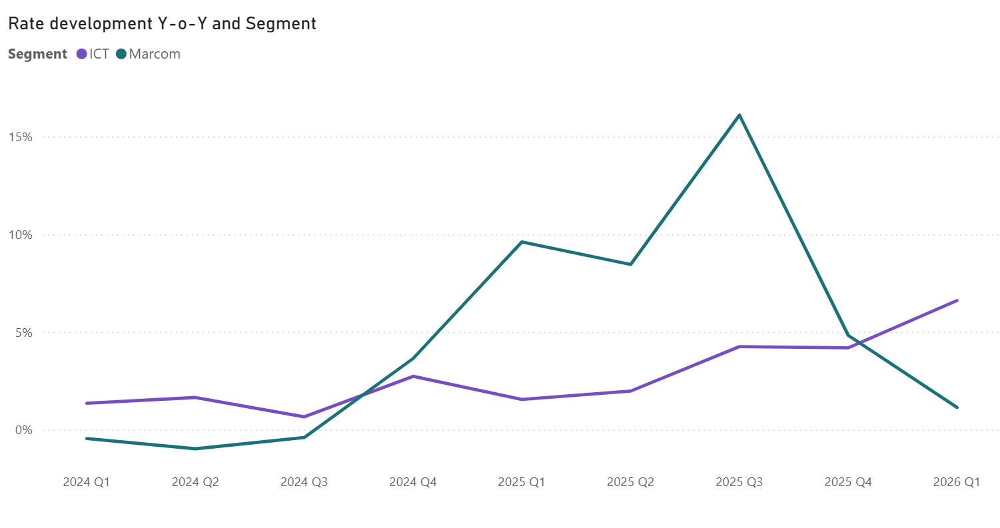 Rate development Y-o-Y and Segment
Segment ICT Marcom
15%
10%
5%
0%
2024 Q1 2024 Q2 2024 Q3 2024 Q4 2025 Q1 2025 Q2 2025 Q3 2025 Q4 2026 Q1